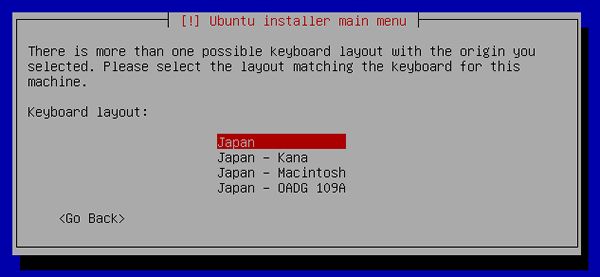 [!] Ubuntu installer main menu
There is more than one possible keyboard layout with the origin you
selected. Please select the layout matching the keyboard for this
machine.
Keyboard layout:
Japan
Japan - Kana
Japan - Macintosh
Japan - OADG 109A
<Go Back>